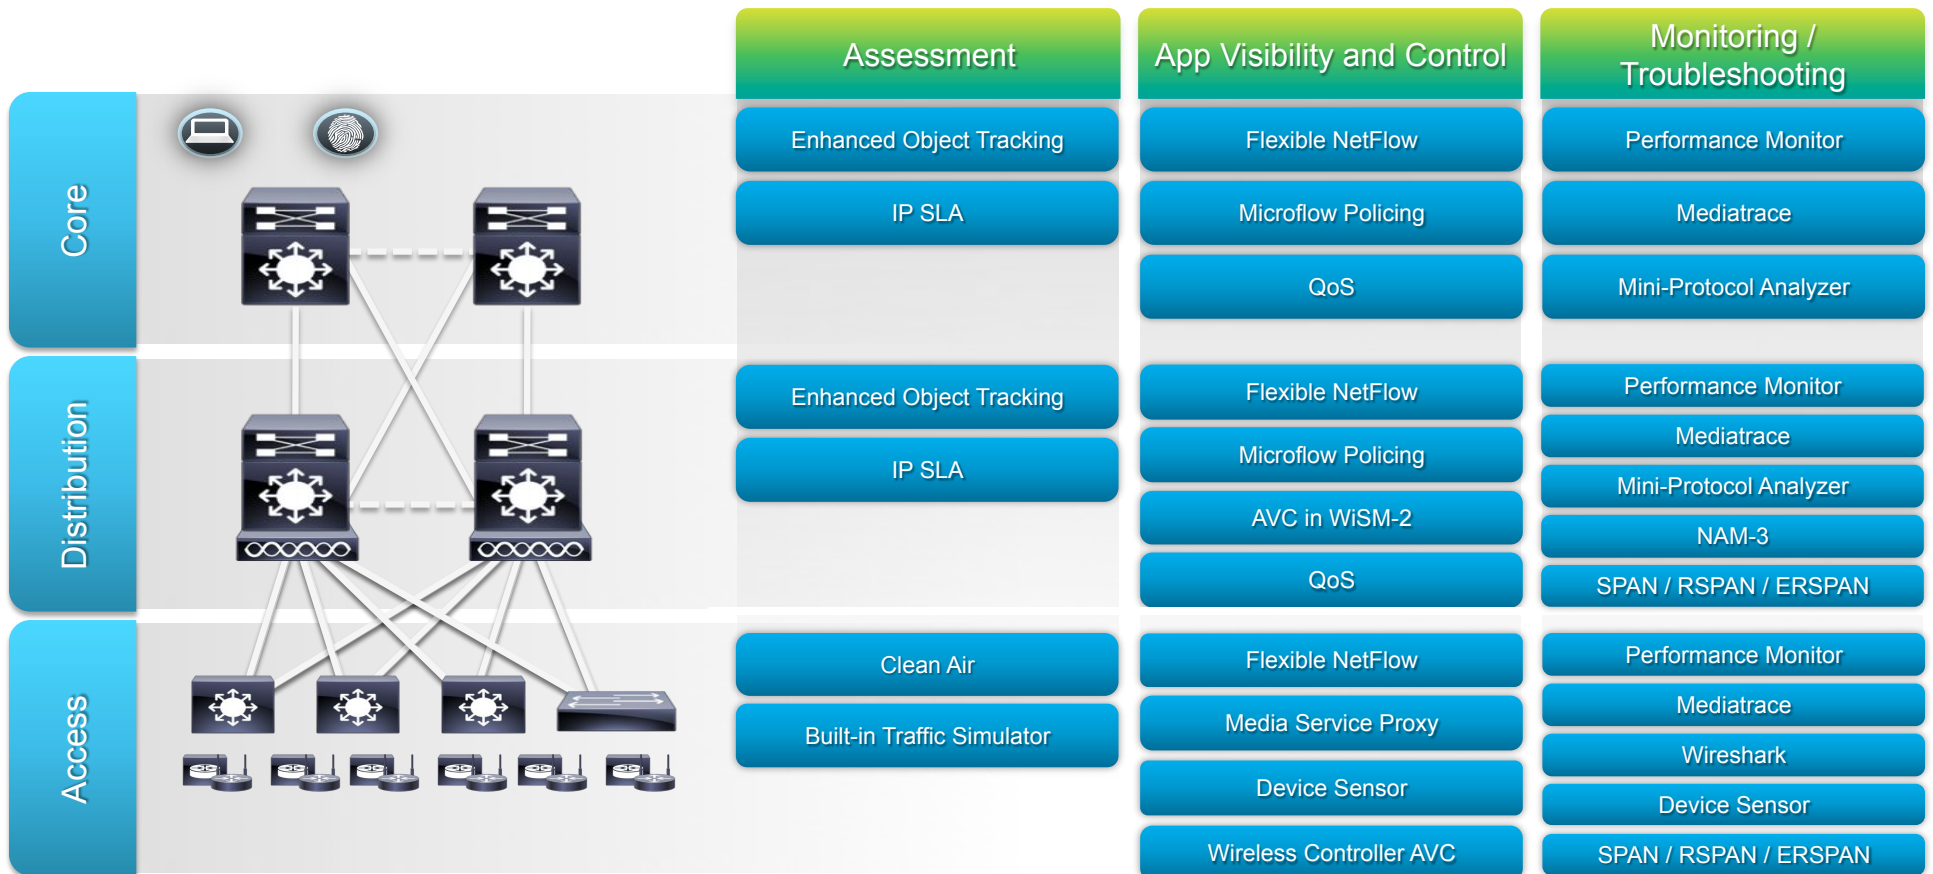 Assessment
App Visibility and Control
Monitoring /
Troubleshooting
Core
Enhanced Object Tracking
IP SLA
Flexible NetFlow
Microflow Policing
QoS
Performance Monitor
Mediatrace
Mini-Protocol Analyzer
Distribution
Enhanced Object Tracking
IP SLA
Flexible NetFlow
Microflow Policing
AVC in WiSM-2
QoS
Performance Monitor
Mediatrace
Mini-Protocol Analyzer
NAM-3
SPAN / RSPAN / ERSPAN
Access
Clean Air
Built-in Traffic Simulator
Flexible NetFlow
Media Service Proxy
Device Sensor
Wireless Controller AVC
Performance Monitor
Mediatrace
Wireshark
Device Sensor
SPAN / RSPAN / ERSPAN